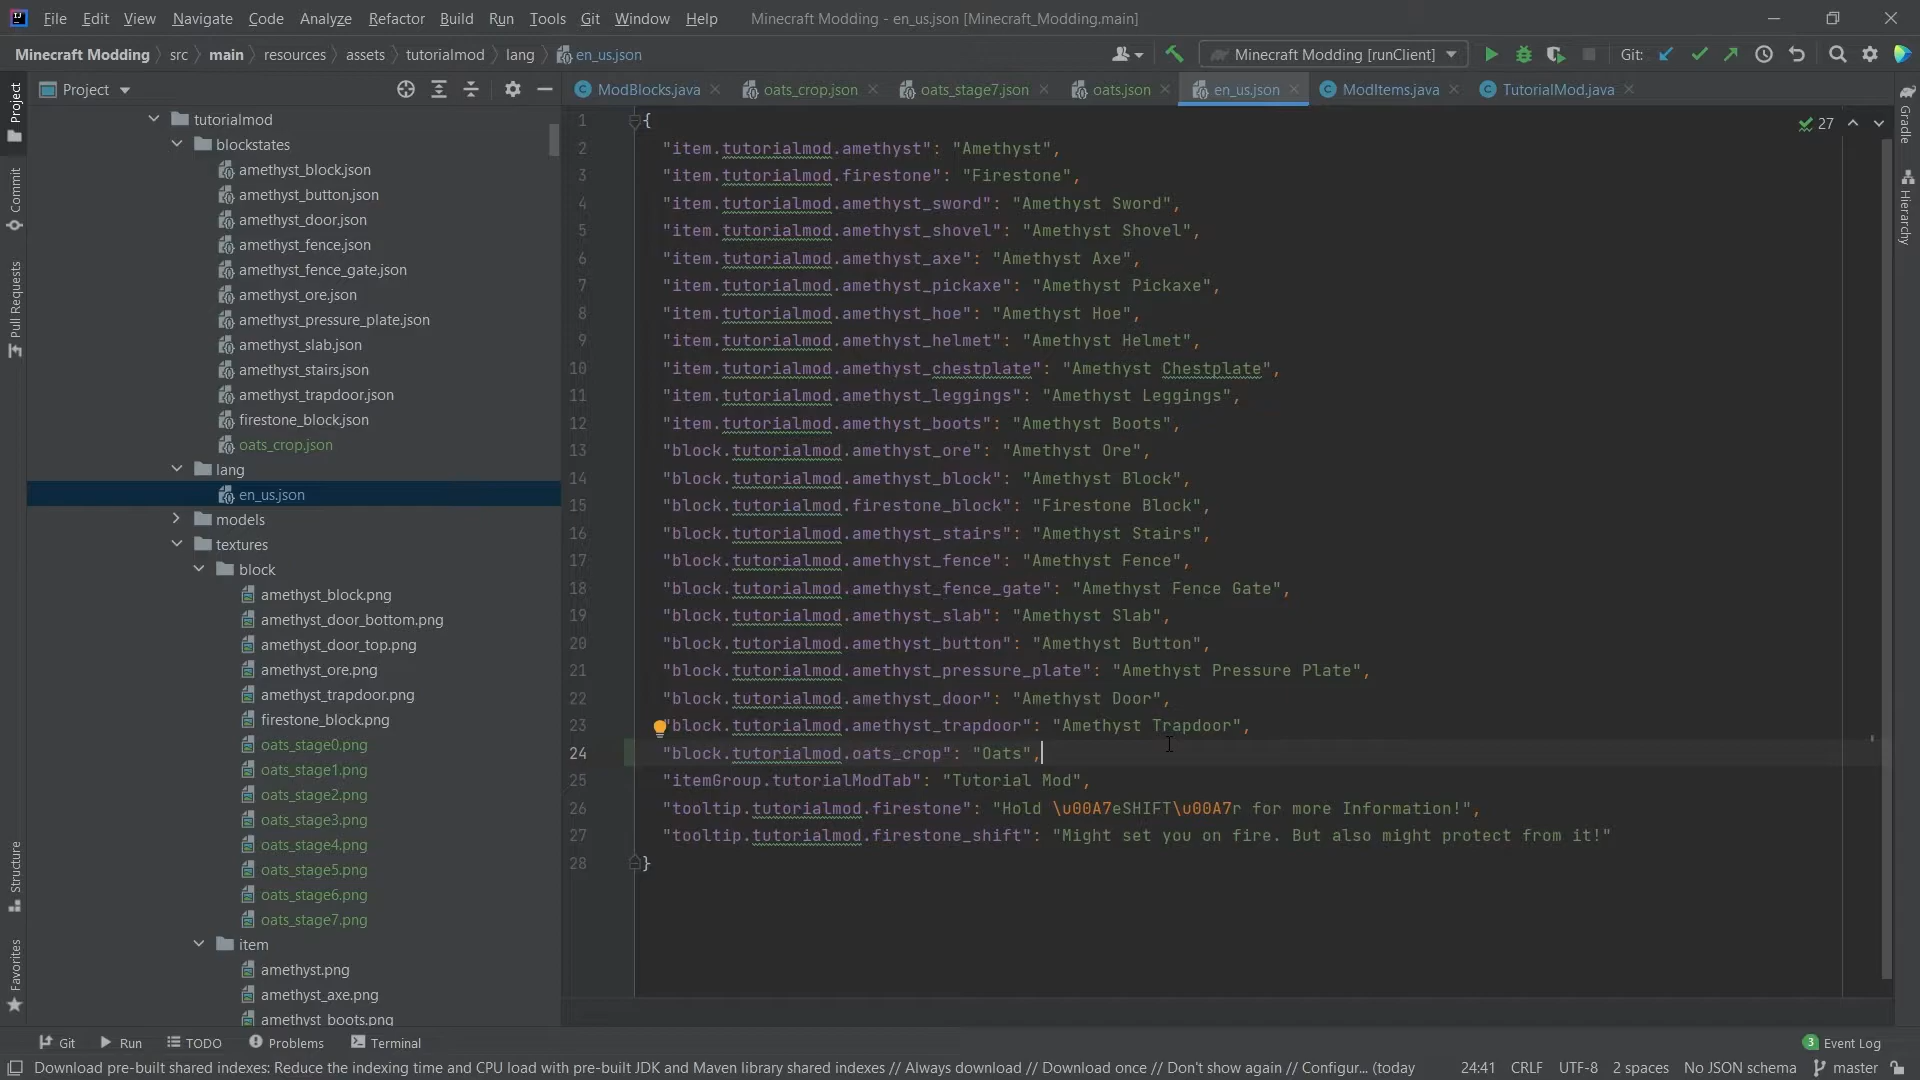 File Edit View Navigate Code Analyze Refactor Build Run Tools Git Window Help Minecraft Modding - en_us.json [Minecraft_Modding.main]
Minecraft Modding src main resources assets tutorialmod lang en_us.json Minecraft Modding [runClient] Git:
Project ModBlocks.java oats_crop.json oats_stage7.json oats.json en_us.json ModItems.java TutorialMod.java
Project
Commit
Pull Requests
Structure
Favorites
tutorialmod
blockstates
amethyst_block.json
amethyst_button.json
amethyst_door.json
amethyst_fence.json
amethyst_fence_gate.json
amethyst_ore.json
amethyst_pressure_plate.json
amethyst_slab.json
amethyst_stairs.json
amethyst_trapdoor.json
firestone_block.json
oats_crop.json
lang
en_us.json
models
textures
block
amethyst_block.png
amethyst_door_bottom.png
amethyst_door_top.png
amethyst_ore.png
amethyst_trapdoor.png
firestone_block.png
oats_stage0.png
oats_stage1.png
oats_stage2.png
oats_stage3.png
oats_stage4.png
oats_stage5.png
oats_stage6.png
oats_stage7.png
item
amethyst.png
amethyst_axe.png
amethyst_boots.png
1 {
2 "item.tutorialmod.amethyst": "Amethyst",
3 "item.tutorialmod.firestone": "Firestone",
4 "item.tutorialmod.amethyst_sword": "Amethyst Sword",
5 "item.tutorialmod.amethyst_shovel": "Amethyst Shovel",
6 "item.tutorialmod.amethyst_axe": "Amethyst Axe",
7 "item.tutorialmod.amethyst_pickaxe": "Amethyst Pickaxe",
8 "item.tutorialmod.amethyst_hoe": "Amethyst Hoe",
9 "item.tutorialmod.amethyst_helmet": "Amethyst Helmet",
10 "item.tutorialmod.amethyst_chestplate": "Amethyst Chestplate",
11 "item.tutorialmod.amethyst_leggings": "Amethyst Leggings",
12 "item.tutorialmod.amethyst_boots": "Amethyst Boots",
13 "block.tutorialmod.amethyst_ore": "Amethyst Ore",
14 "block.tutorialmod.amethyst_block": "Amethyst Block",
15 "block.tutorialmod.firestone_block": "Firestone Block",
16 "block.tutorialmod.amethyst_stairs": "Amethyst Stairs",
17 "block.tutorialmod.amethyst_fence": "Amethyst Fence",
18 "block.tutorialmod.amethyst_fence_gate": "Amethyst Fence Gate",
19 "block.tutorialmod.amethyst_slab": "Amethyst Slab",
20 "block.tutorialmod.amethyst_button": "Amethyst Button",
21 "block.tutorialmod.amethyst_pressure_plate": "Amethyst Pressure Plate",
22 "block.tutorialmod.amethyst_door": "Amethyst Door",
23 "block.tutorialmod.amethyst_trapdoor": "Amethyst Trapdoor",
24 "block.tutorialmod.oats_crop": "Oats",
25 "itemGroup.tutorialModTab": "Tutorial Mod",
26 "tooltip.tutorialmod.firestone": "Hold \u00A7eSHIFT\u00A7r for more Information!",
27 "tooltip.tutorialmod.firestone_shift": "Might set you on fire. But also might protect from it!"
28 }
27
Gradle
Hierarchy
Git Run TODO Problems Terminal 3 Event Log
Download pre-built shared indexes: Reduce the indexing time and CPU load with pre-built JDK and Maven library shared indexes // Always download // Download once // Don't show again // Configur... (today 24:41 CRLF UTF-8 2 spaces No JSON schema master